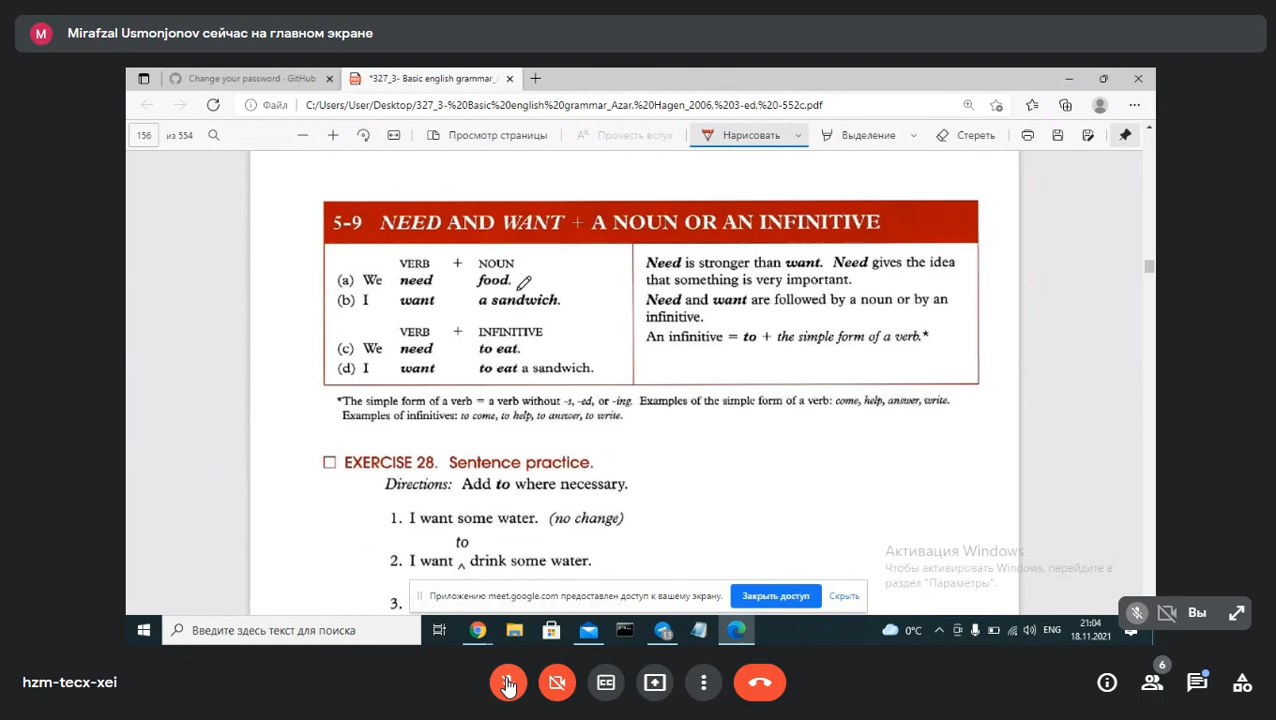 M Mirafzal Usmonjonov сейчас на главном экране
Change your password · GitHub
*327_3- Basic english grammar_
Файл C:/Users/User/Desktop/327_3-%20Basic%20english%20grammar_Azar,%20Hagen_2006.%203-ed,%20-552c.pdf
156 из 554 Просмотр страницы Прочесть вслух Нарисовать Выделение Стереть
5-9 NEED AND WANT + A NOUN OR AN INFINITIVE
VERB + NOUN
(a) We need food.
(b) I want a sandwich.
VERB + INFINITIVE
(c) We need to eat.
(d) I want to eat a sandwich.
Need is stronger than want. Need gives the idea
that something is very important.
Need and want are followed by a noun or by an
infinitive.
An infinitive = to + the simple form of a verb.*
*The simple form of a verb = a verb without -s, -ed, or -ing. Examples of the simple form of a verb: come, help, answer, write.
Examples of infinitives: to come, to help, to answer, to write.
EXERCISE 28. Sentence practice.
Directions: Add to where necessary.
1. I want some water. (no change)
to
2. I want ^ drink some water.
3.
Активация Windows
Чтобы активировать Windows, перейдите в
раздел "Параметры".
Приложению meet.google.com предоставлен доступ к вашему экрану. Закрыть доступ Скрыть
Вы
Введите здесь текст для поиска
13
0°C
ENG
21:04
18.11.2021
hzm-tecx-xei
CC
6